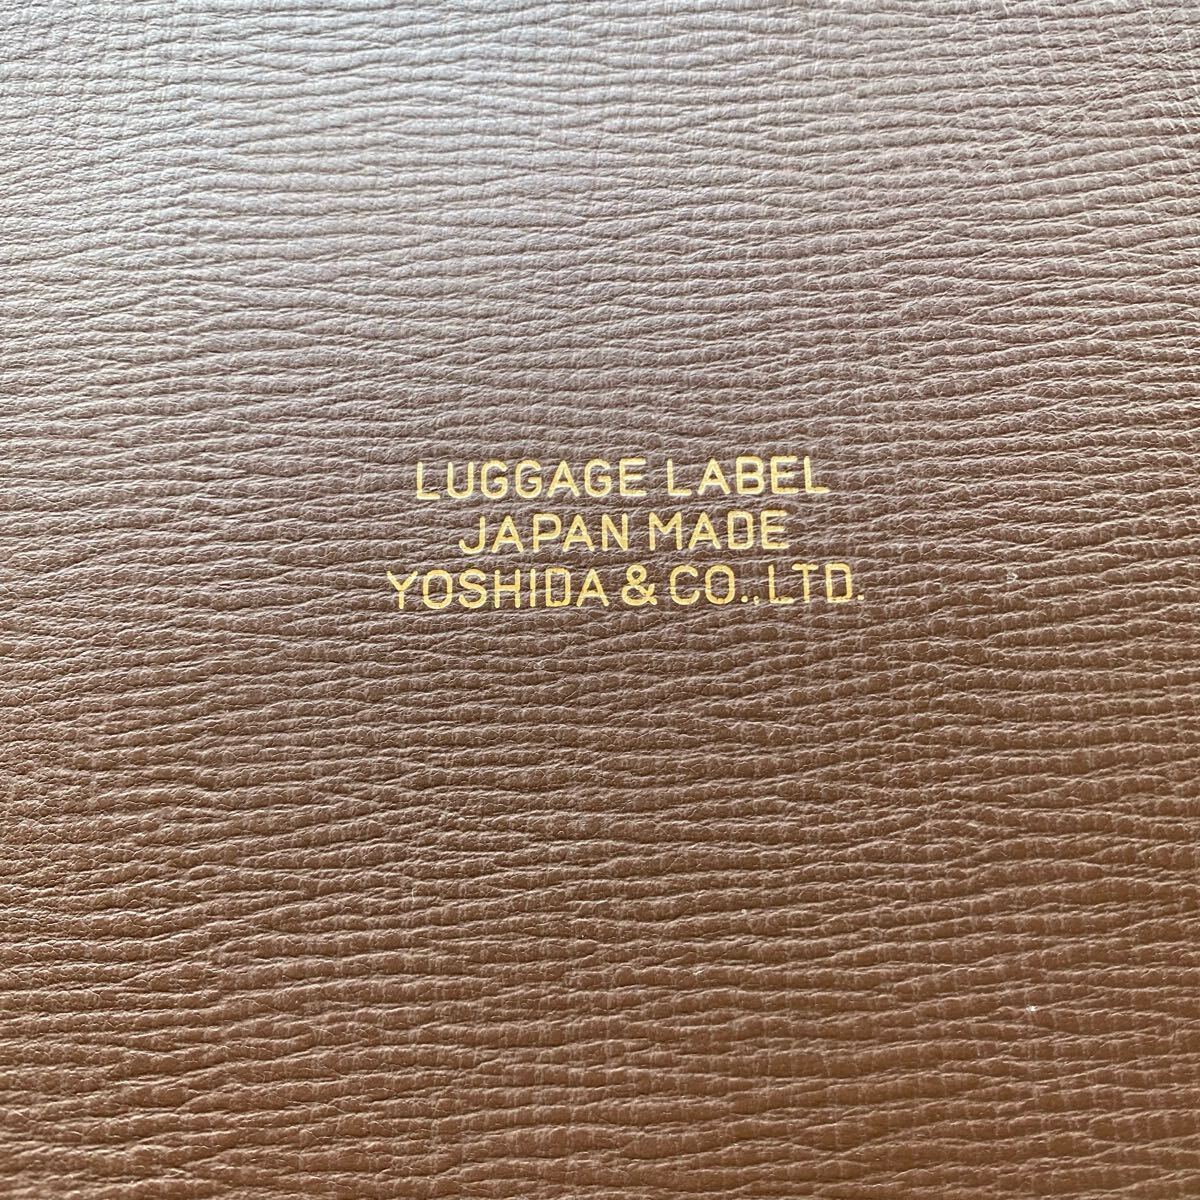 LUGGAGE LABEL
JAPAN MADE
YOSHIDA & CO.,LTD.